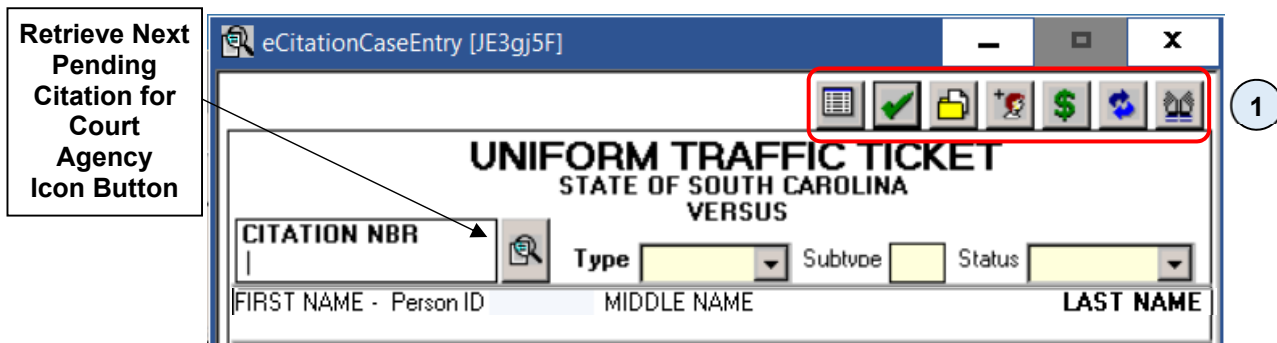 Retrieve Next
Pending
Citation for
Court
Agency
Icon Button
eCitationCaseEntry [JE3gj5F]
1
UNIFORM TRAFFIC TICKET
STATE OF SOUTH CAROLINA
VERSUS
CITATION NBR
Type Subtype Status
FIRST NAME - Person ID MIDDLE NAME LAST NAME